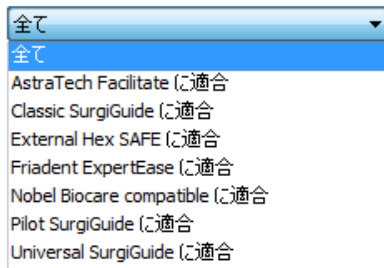 全て
全て
AstraTech Facilitate (に適合
Classic SurgiGuide (に適合
External Hex SAFE (に適合
Friadent ExpertEase (に適合
Nobel Biocare compatible (に適合
Pilot SurgiGuide (に適合
Universal SurgiGuide (に適合